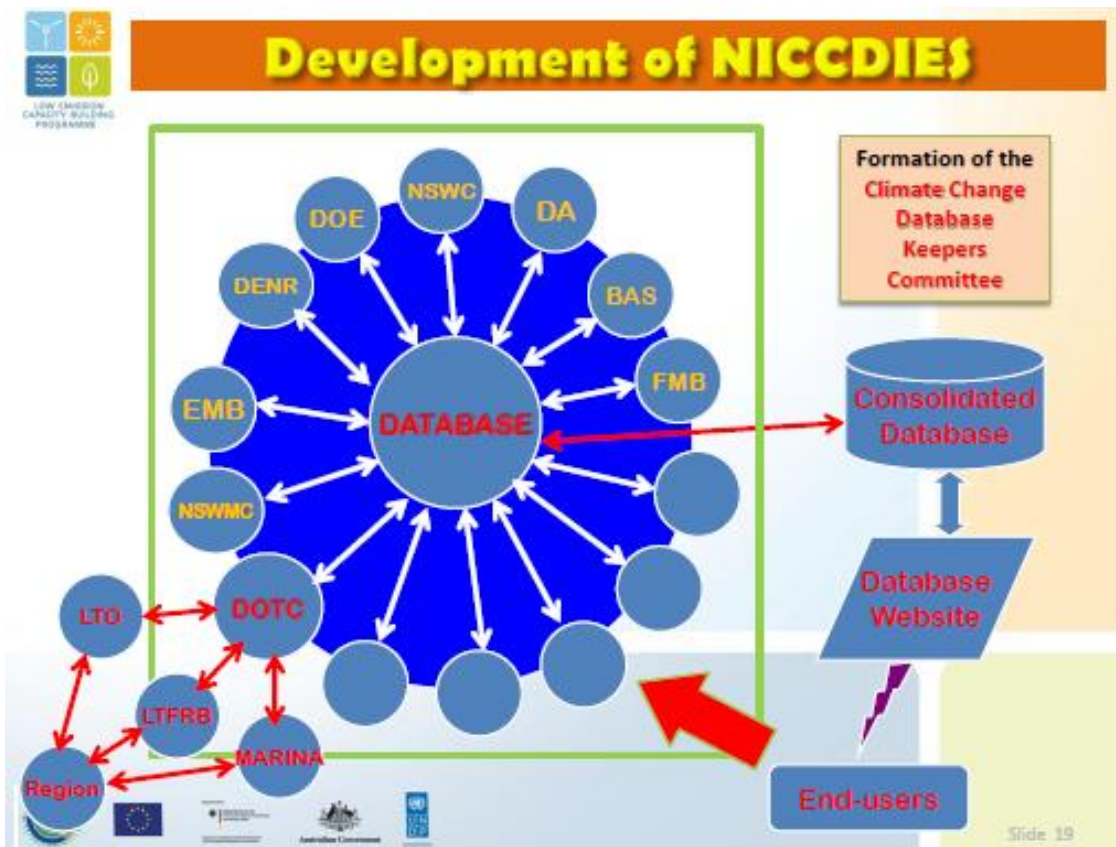 Development of NICCDIES
LOW EMISSION
CAPACITY BUILDING
PROGRAMME
NSWC
DOE
DA
DENR
BAS
EMB
FMB
DATABASE
NSWMC
DOTC
LTO
LTFRB
MARINA
Region
Formation of the
Climate Change
Database
Keepers
Committee
Consolidated
Database
Database
Website
End-users
Australian Government
Slide 19